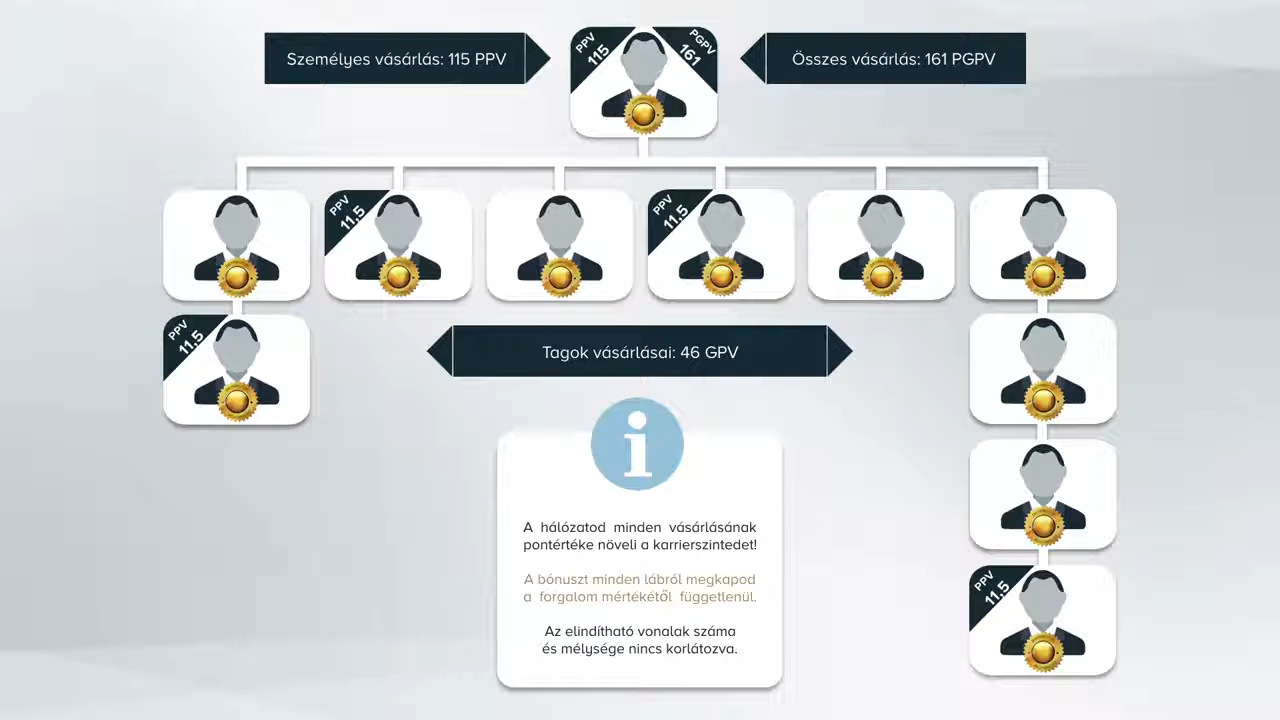 Személyes vásárlás: 115 PPV
PPV
115
PGPV
161
Összes vásárlás: 161 PGPV
PPV
11,5
PPV
11,5
PPV
11,5
Tagok vásárlásai: 46 GPV
A hálózatod minden vásárlásának
pontértéke növeli a karrierszintedet!
A bónuszt minden lábról megkapod
a forgalom mértékétől függetlenül.
Az elindítható vonalak száma
és mélysége nincs korlátozva.
PPV
11,5